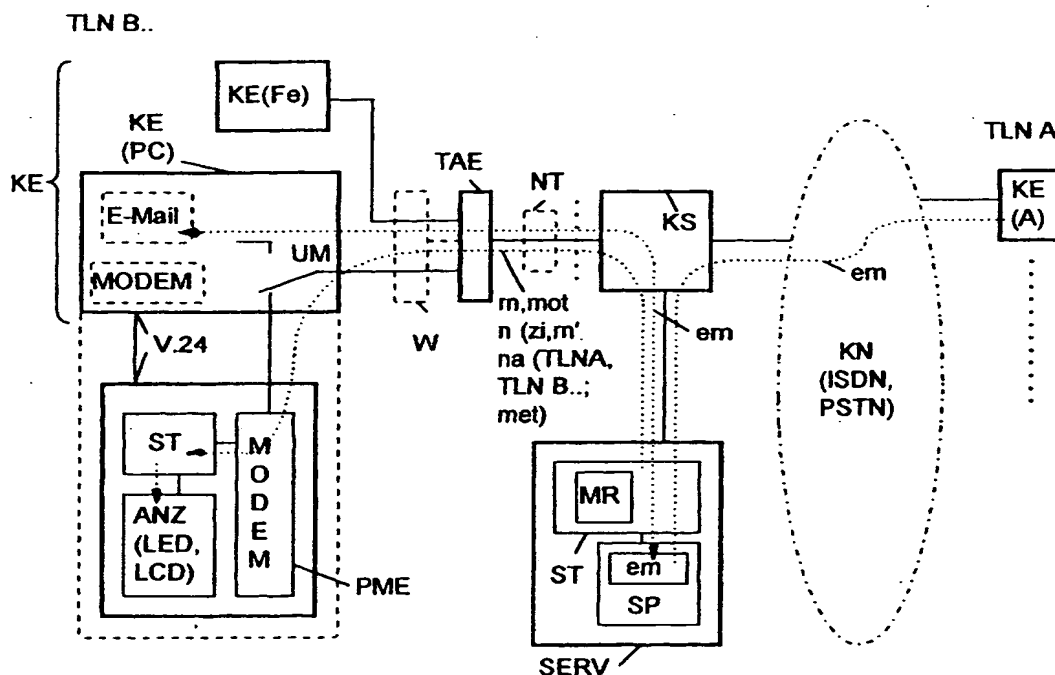 TLN B..
KE
KE(Fe)
KE
(PC)
E-Mail
MODEM
UM
V.24
ST
ANZ
(LED,
LCD)
MODEM
PME
W
TAE
NT
m,mot
n (zi,m'
na (TLNA,
TLN B..;
met)
KS
em
MR
ST
em
SP
SERV
em
KN
(ISDN,
PSTN)
TLN A
KE
(A)